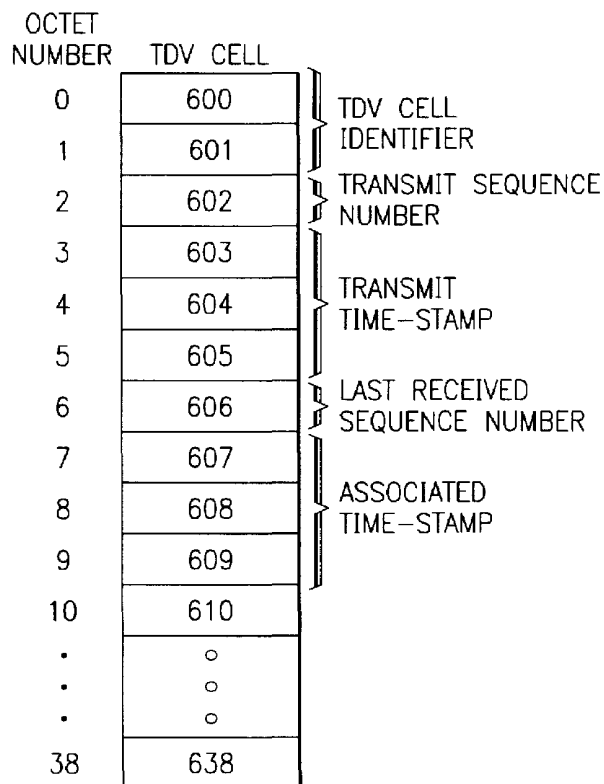 OCTET
NUMBER TDV CELL
0 600
TDV CELL
IDENTIFIER
1 601
TRANSMIT SEQUENCE
NUMBER
2 602
3 603
TRANSMIT
TIME-STAMP
4 604
5 605
LAST RECEIVED
SEQUENCE NUMBER
6 606
7 607
ASSOCIATED
TIME-STAMP
8 608
9 609
10 610
38 638